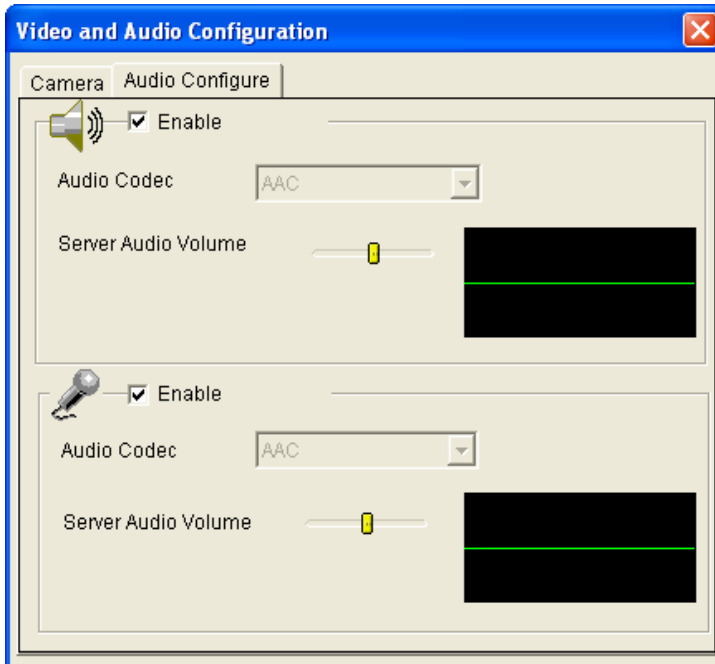 Video and Audio Configuration
Camera
Audio Configure
Enable
Audio Codec
AAC
Server Audio Volume
Enable
Audio Codec
AAC
Server Audio Volume